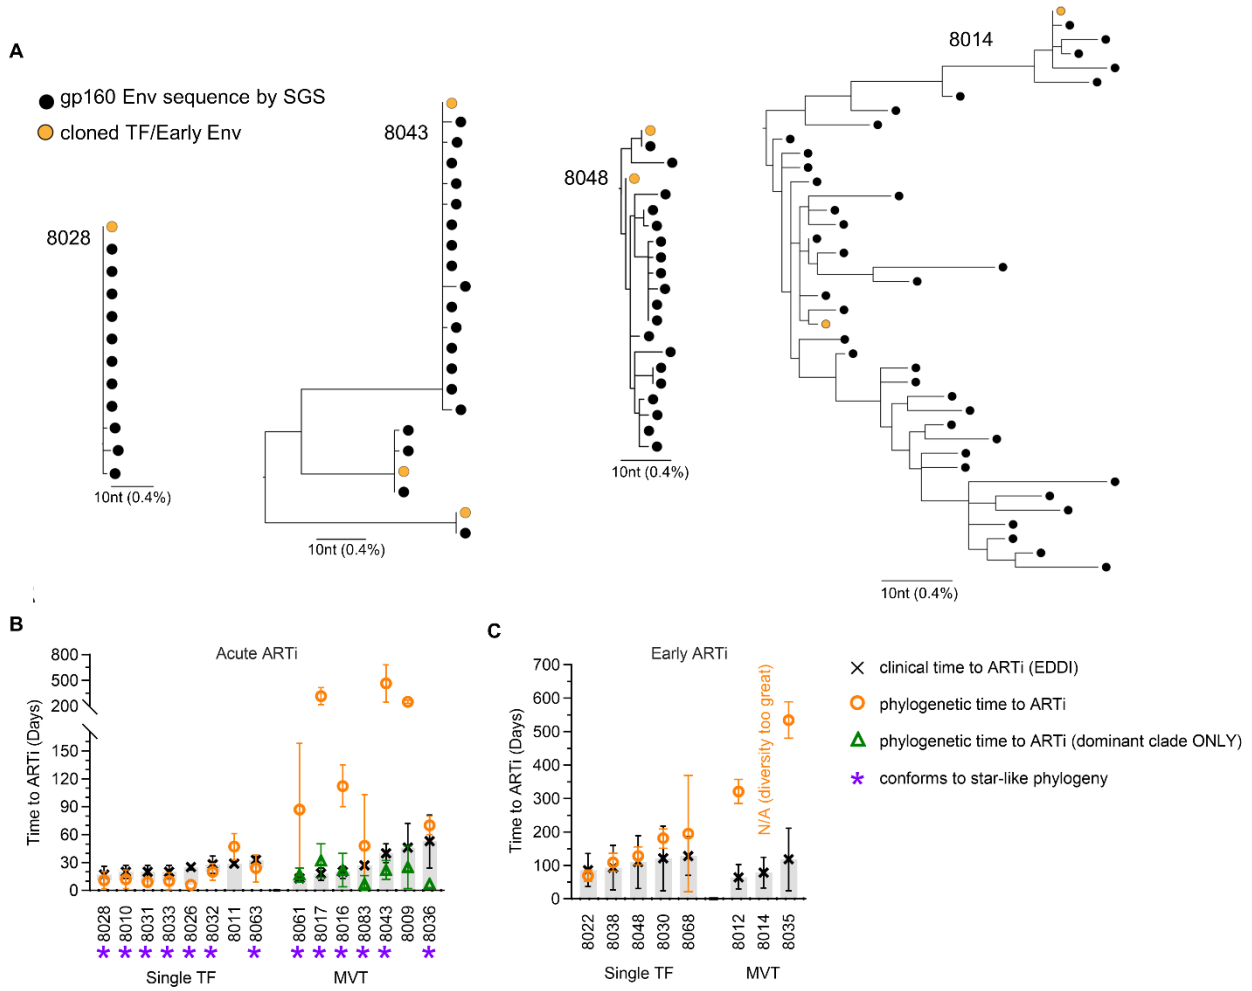 A
gp160 Env sequence by SGS
cloned TF/Early Env
8028
10nt (0.4%)
8043
10nt (0.4%)
8048
10nt (0.4%)
8014
10nt (0.4%)
B
Acute ARTi
Time to ARTi (Days)
800
500
200
150
120
90
60
30
0
8028
8010
8031
8033
8026
8032
8011
8063
8061
8017
8016
8083
8043
8009
8036
* * * * * * * * * * * * *
Single TF
MVT
C
Early ARTi
Time to ARTi (Days)
700
600
500
400
300
200
100
0
N/A (diversity too great)
8022
8038
8048
8030
8068
8012
8014
8035
Single TF
MVT
clinical time to ARTi (EDDI)
phylogenetic time to ARTi
phylogenetic time to ARTi (dominant clade ONLY)
* conforms to star-like phylogeny